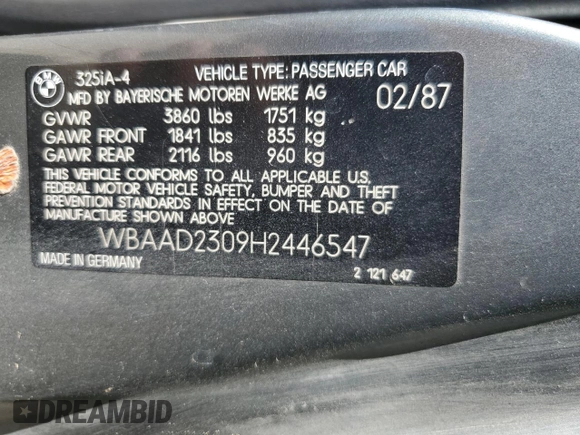 BMW 325iA-4 VEHICLE TYPE: PASSENGER CAR
MFD BY BAYERISCHE MOTOREN WERKE AG 02/87
GVWR 3860 lbs 1751 kg
GAWR FRONT 1841 lbs 835 kg
GAWR REAR 2116 lbs 960 kg
THIS VEHICLE CONFORMS TO ALL APPLICABLE U.S.
FEDERAL MOTOR VEHICLE SAFETY, BUMPER AND THEFT
PREVENTION STANDARDS IN EFFECT ON THE DATE OF
MANUFACTURE SHOWN ABOVE
WBAAD2309H2446547
MADE IN GERMANY 2 121 647
DREAMBID